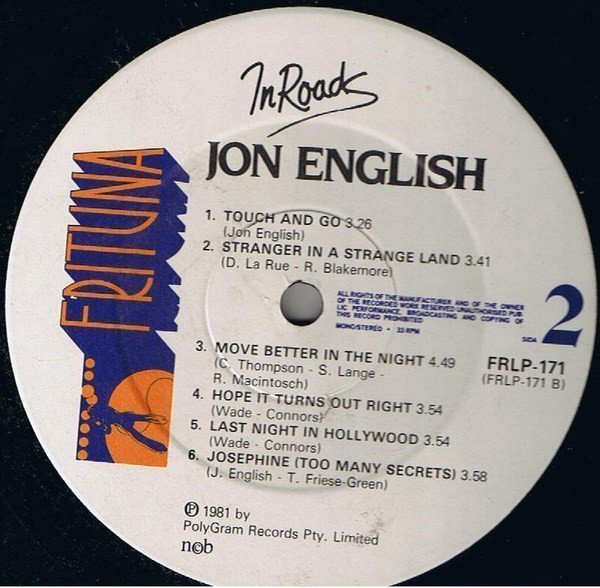 In Roads
JON ENGLISH
FRITUNA
1. TOUCH AND GO 3.26
(Jon English)
2. STRANGER IN A STRANGE LAND 3.41
(D. La Rue - R. Blakemore)
ALL RIGHTS OF THE MANUFACTURER AND OF THE OWNER
OF THE RECORDED WORK RESERVED UNAUTHORISED PUB-
LIC PERFORMANCE, BROADCASTING AND COPYING OF
THIS RECORD PROHIBITED
MONO/STEREO • 33 RPM
SIDA 2
3. MOVE BETTER IN THE NIGHT 4.49
(C. Thompson - S. Lange -
R. Macintosch)
FRLP-171
(FRLP-171 B)
4. HOPE IT TURNS OUT RIGHT 3.54
(Wade - Connors)
5. LAST NIGHT IN HOLLYWOOD 3.54
(Wade - Connors)
6. JOSEPHINE (TOO MANY SECRETS) 3.58
(J. English - T. Friese-Green)
Ⓟ 1981 by
PolyGram Records Pty. Limited
n©b